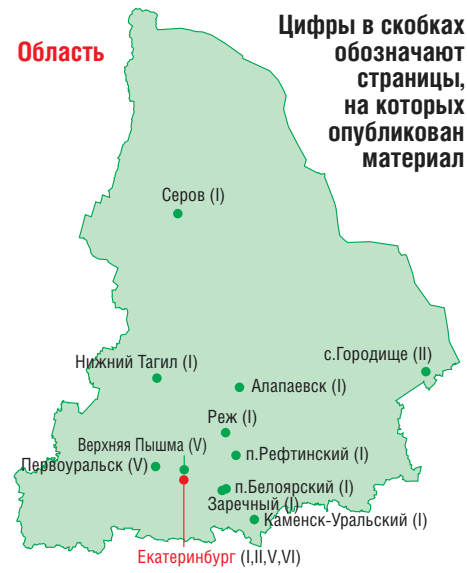 Область
Цифры в скобках
обозначают
страницы,
на которых
опубликован
материал
Серов (I)
Нижний Тагил (I)
с.Городище (II)
Алапаевск (I)
Реж (I)
Верхняя Пышма (V)
п.Рефтинский (I)
Первоуральск (V)
п.Белоярский (I)
Заречный (I)
Каменск-Уральский (I)
Екатеринбург (I,II,V,VI)